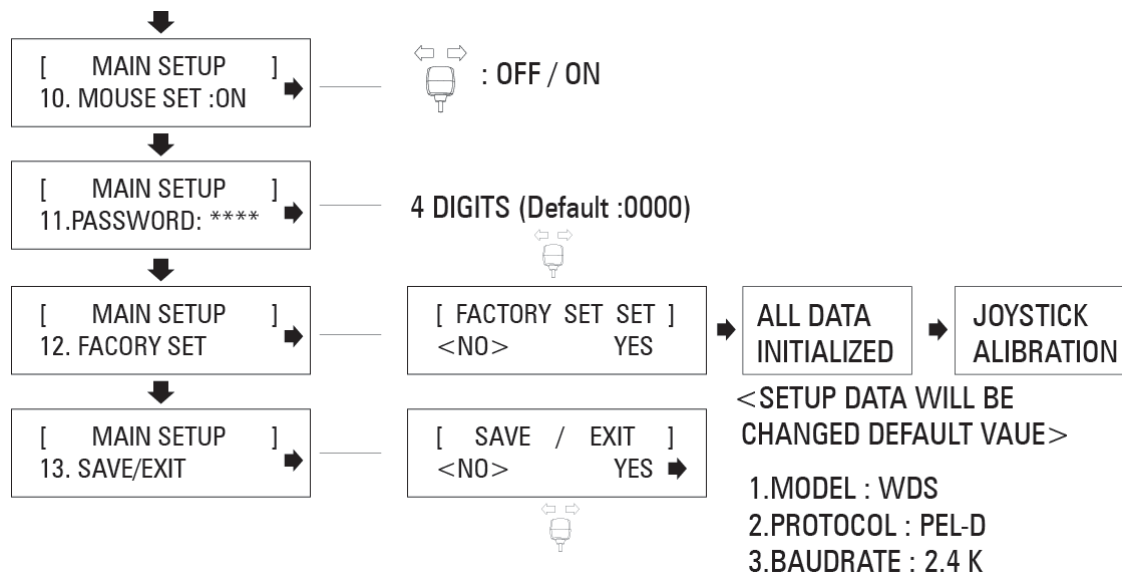 [ MAIN SETUP ]
10. MOUSE SET :ON
: OFF / ON
[ MAIN SETUP ]
11.PASSWORD: ****
4 DIGITS (Default :0000)
[ MAIN SETUP ]
12. FACORY SET
[ FACTORY SET SET ]
<NO> YES
ALL DATA
INITIALIZED
JOYSTICK
ALIBRATION
<SETUP DATA WILL BE
CHANGED DEFAULT VAUE>
[ MAIN SETUP ]
13. SAVE/EXIT
[ SAVE / EXIT ]
<NO> YES
1.MODEL : WDS
2.PROTOCOL : PEL-D
3.BAUDRATE : 2.4 K